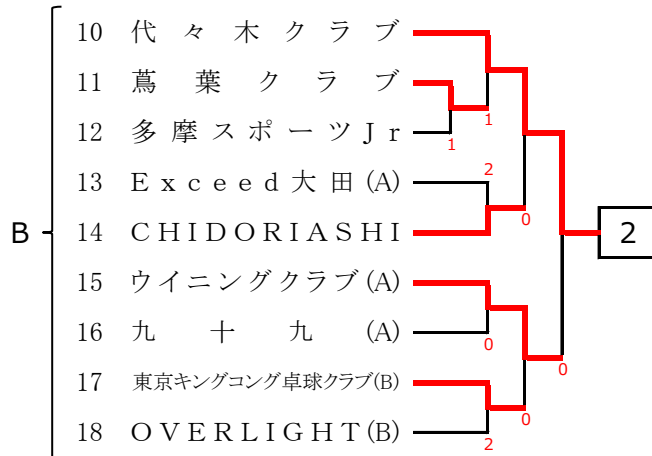 10 代々木クラブ
11 蔦葉クラブ
1
12 多摩スポーツJr
1
13 Exceed大田(A)
2
B
14 CHIDORIASHI
0
2
15 ウイニングクラブ(A)
16 九十九(A)
0
0
17 東京キングコング卓球クラブ(B)
0
18 OVERLIGHT(B)
2